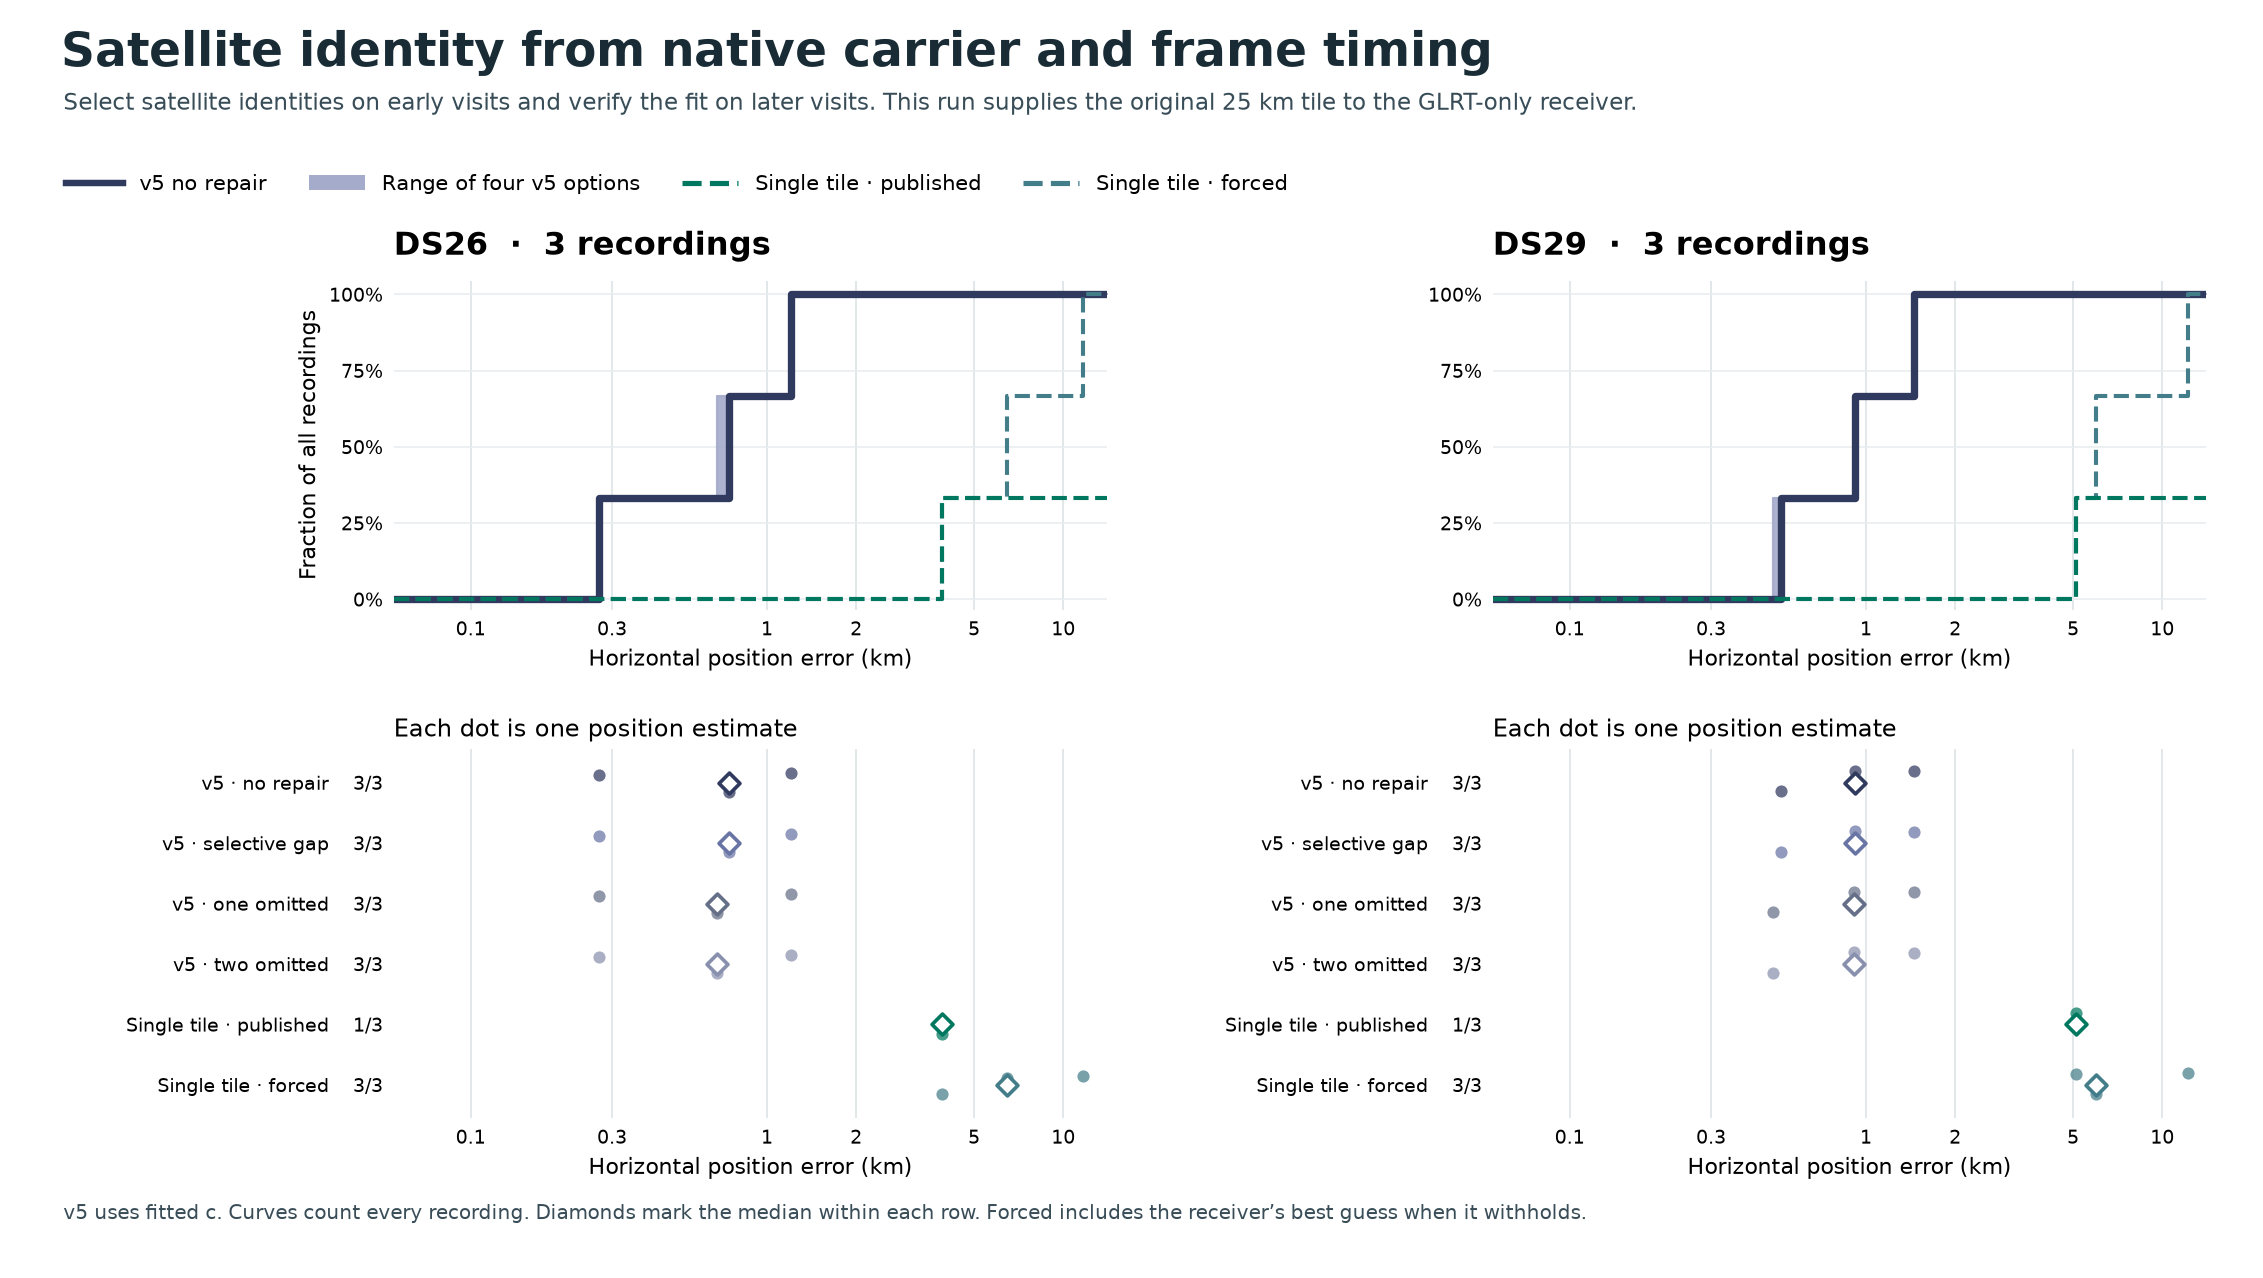 Satellite identity from native carrier and frame timing
Select satellite identities on early visits and verify the fit on later visits. This run supplies the original 25 km tile to the GLRT-only receiver.
v5 no repair
Range of four v5 options
Single tile · published
Single tile · forced
DS26 · 3 recordings
Fraction of all recordings
100%
75%
50%
25%
0%
0.1 0.3 1 2 5 10
Horizontal position error (km)
DS29 · 3 recordings
100%
75%
50%
25%
0%
0.1 0.3 1 2 5 10
Horizontal position error (km)
Each dot is one position estimate
v5 · no repair 3/3
v5 · selective gap 3/3
v5 · one omitted 3/3
v5 · two omitted 3/3
Single tile · published 1/3
Single tile · forced 3/3
0.1 0.3 1 2 5 10
Horizontal position error (km)
Each dot is one position estimate
v5 · no repair 3/3
v5 · selective gap 3/3
v5 · one omitted 3/3
v5 · two omitted 3/3
Single tile · published 1/3
Single tile · forced 3/3
0.1 0.3 1 2 5 10
Horizontal position error (km)
v5 uses fitted c. Curves count every recording. Diamonds mark the median within each row. Forced includes the receiver’s best guess when it withholds.